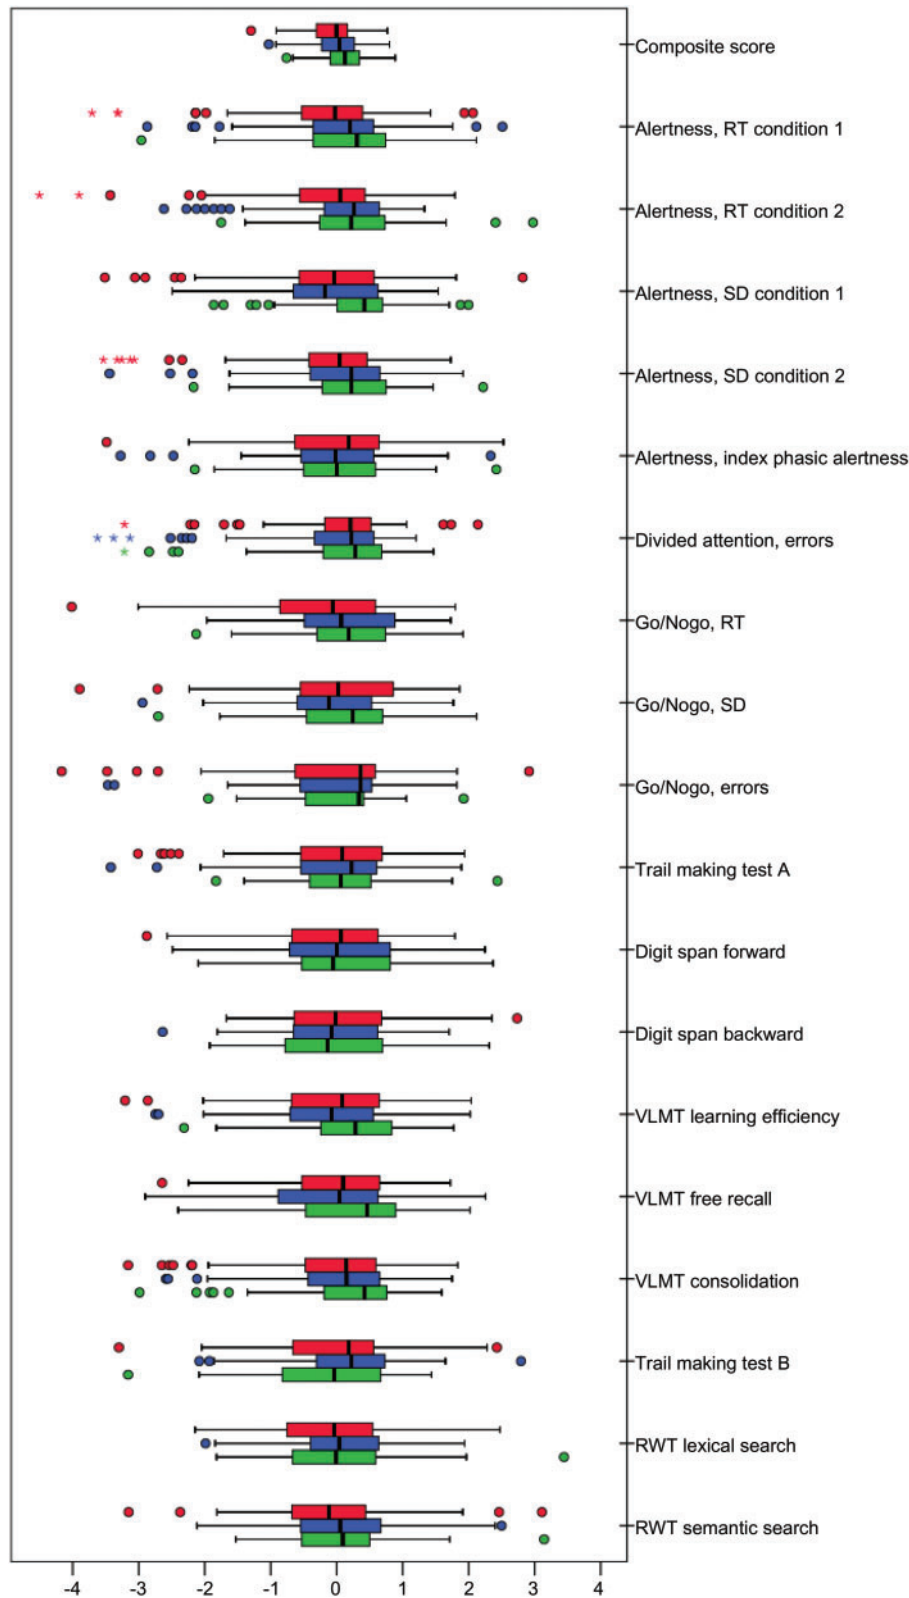 Composite score
Alertness, RT condition 1
Alertness, RT condition 2
Alertness, SD condition 1
Alertness, SD condition 2
Alertness, index phasic alertness
Divided attention, errors
Go/Nogo, RT
Go/Nogo, SD
Go/Nogo, errors
Trail making test A
Digit span forward
Digit span backward
VLMT learning efficiency
VLMT free recall
VLMT consolidation
Trail making test B
RWT lexical search
RWT semantic search
-4 -3 -2 -1 0 1 2 3 4